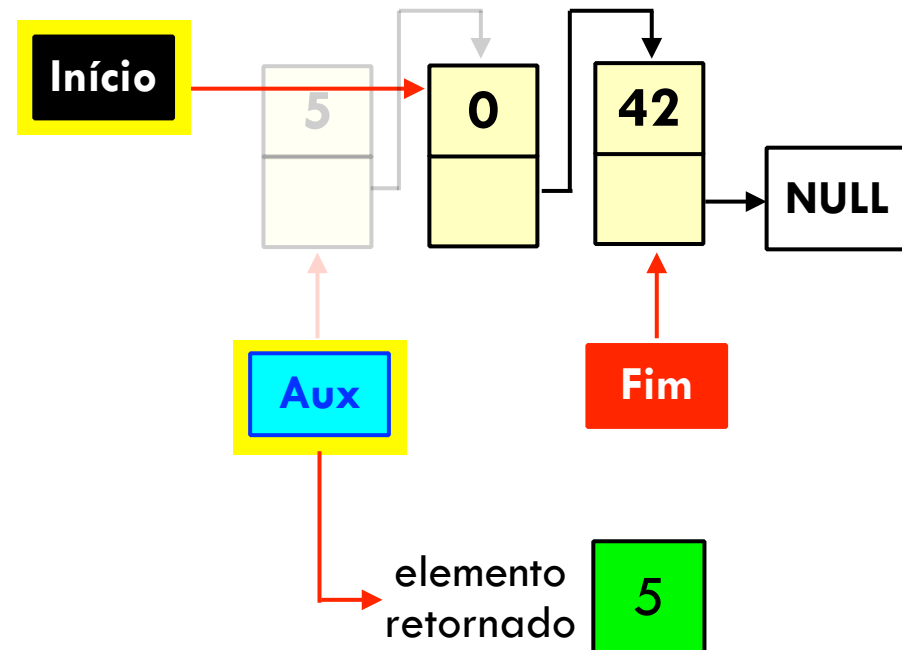 Início
5
0
42
NULL
Aux
Fim
elemento
retornado
5